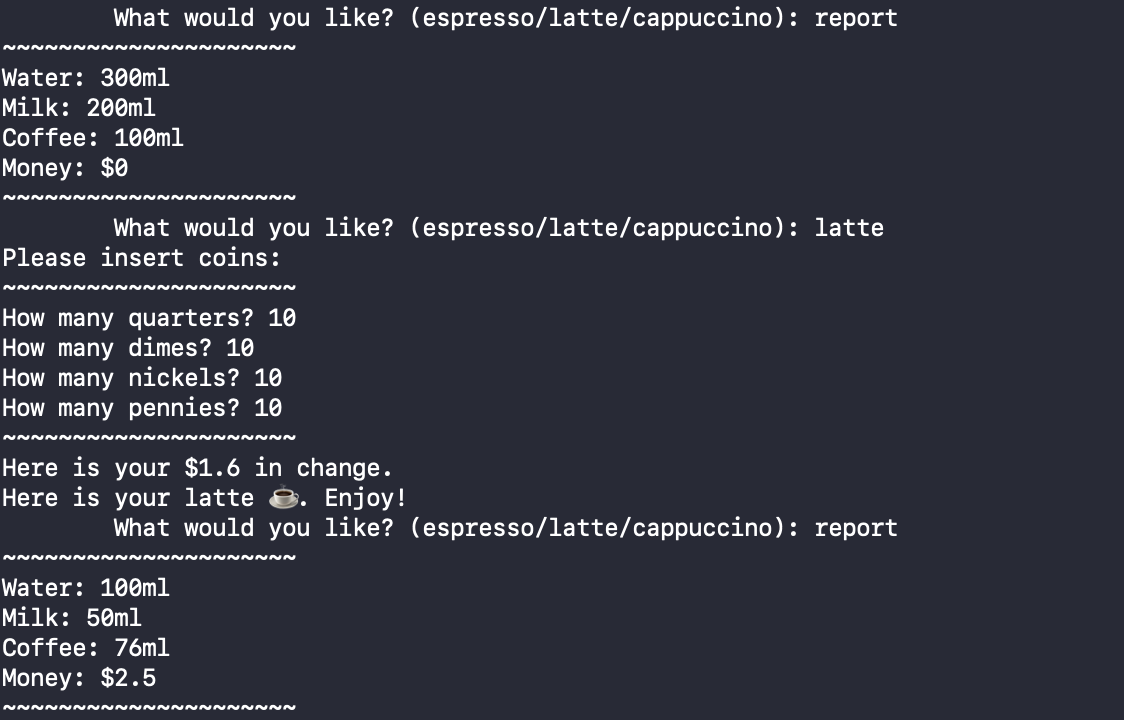 What would you like? (espresso/latte/cappuccino): report
~~~~~~~~~~~~~~~~~~~~~
Water: 300ml
Milk: 200ml
Coffee: 100ml
Money: $0
~~~~~~~~~~~~~~~~~~~~~
What would you like? (espresso/latte/cappuccino): latte
Please insert coins:
~~~~~~~~~~~~~~~~~~~~~
How many quarters? 10
How many dimes? 10
How many nickels? 10
How many pennies? 10
~~~~~~~~~~~~~~~~~~~~~
Here is your $1.6 in change.
Here is your latte ☕. Enjoy!
What would you like? (espresso/latte/cappuccino): report
~~~~~~~~~~~~~~~~~~~~~
Water: 100ml
Milk: 50ml
Coffee: 76ml
Money: $2.5
~~~~~~~~~~~~~~~~~~~~~